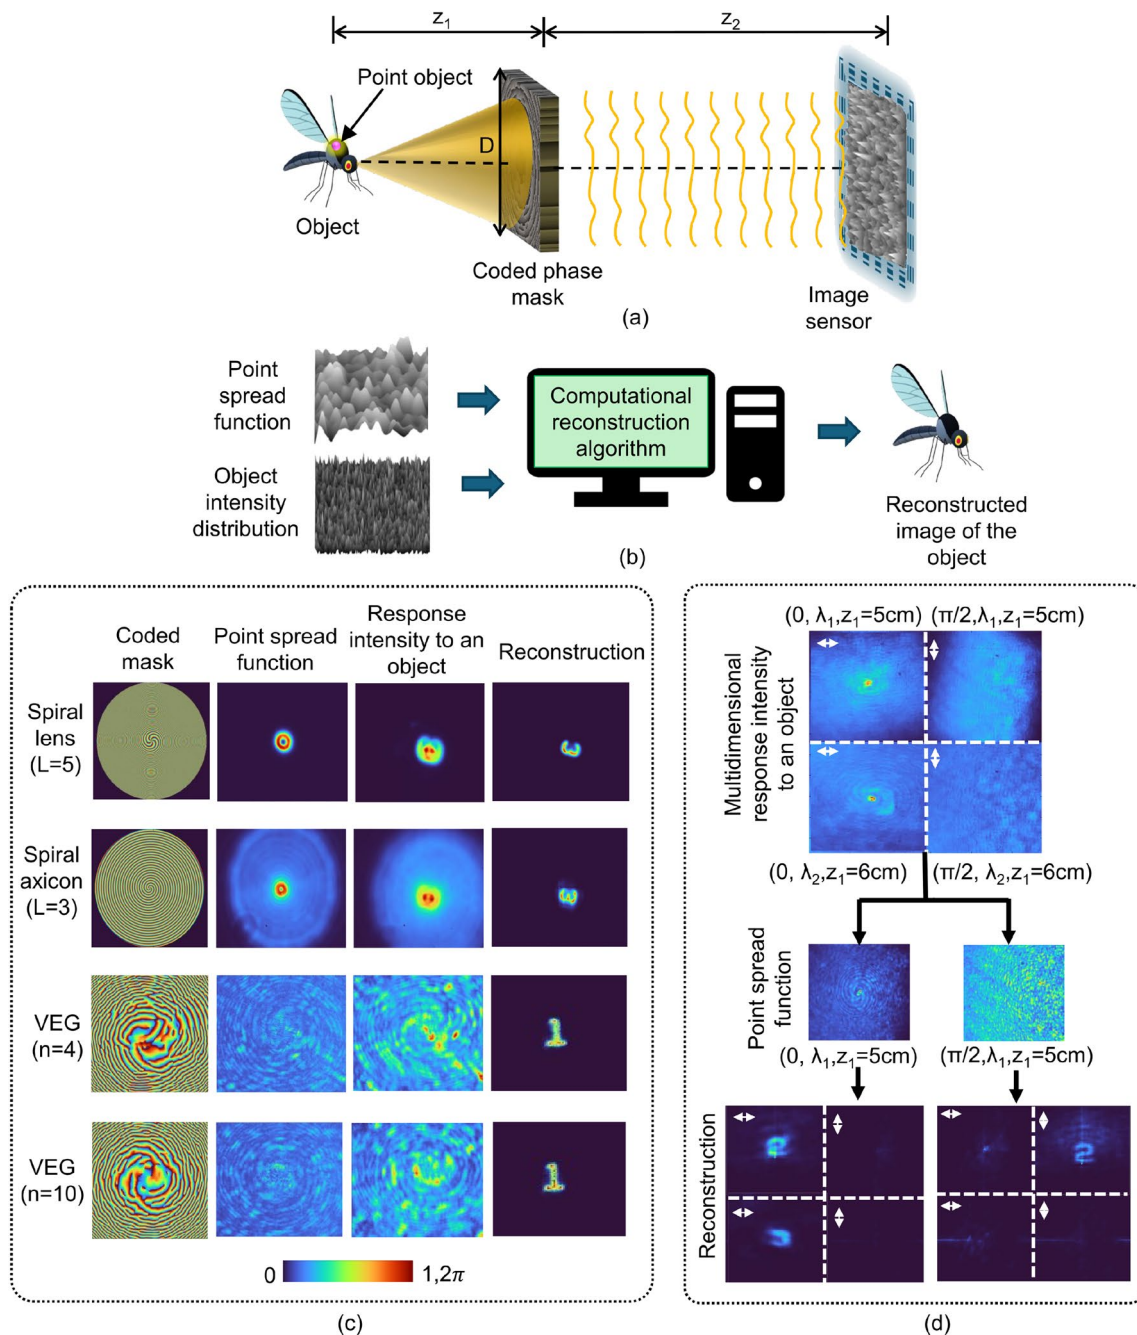 z₁
z₂
Point object
D
Object
Coded phase
mask
Image
sensor
(a)
Point
spread
function
Object
intensity
distribution
Computational
reconstruction
algorithm
Reconstructed
image of the
object
(b)
Coded
mask
Point spread
function
Response
intensity to an
object
Reconstruction
Spiral
lens
(L=5)
Spiral
axicon
(L=3)
VEG
(n=4)
VEG
(n=10)
0
1,2π
(c)
(0, λ₁,z₁=5cm)
(π/2,λ₁,z₁=5cm)
Multidimensional
response intensity
to an object
(0, λ₂,z₁=6cm)
(π/2, λ₂,z₁=6cm)
Point spread
function
(0, λ₁,z₁=5cm)
(π/2,λ₁,z₁=5cm)
Reconstruction
(d)